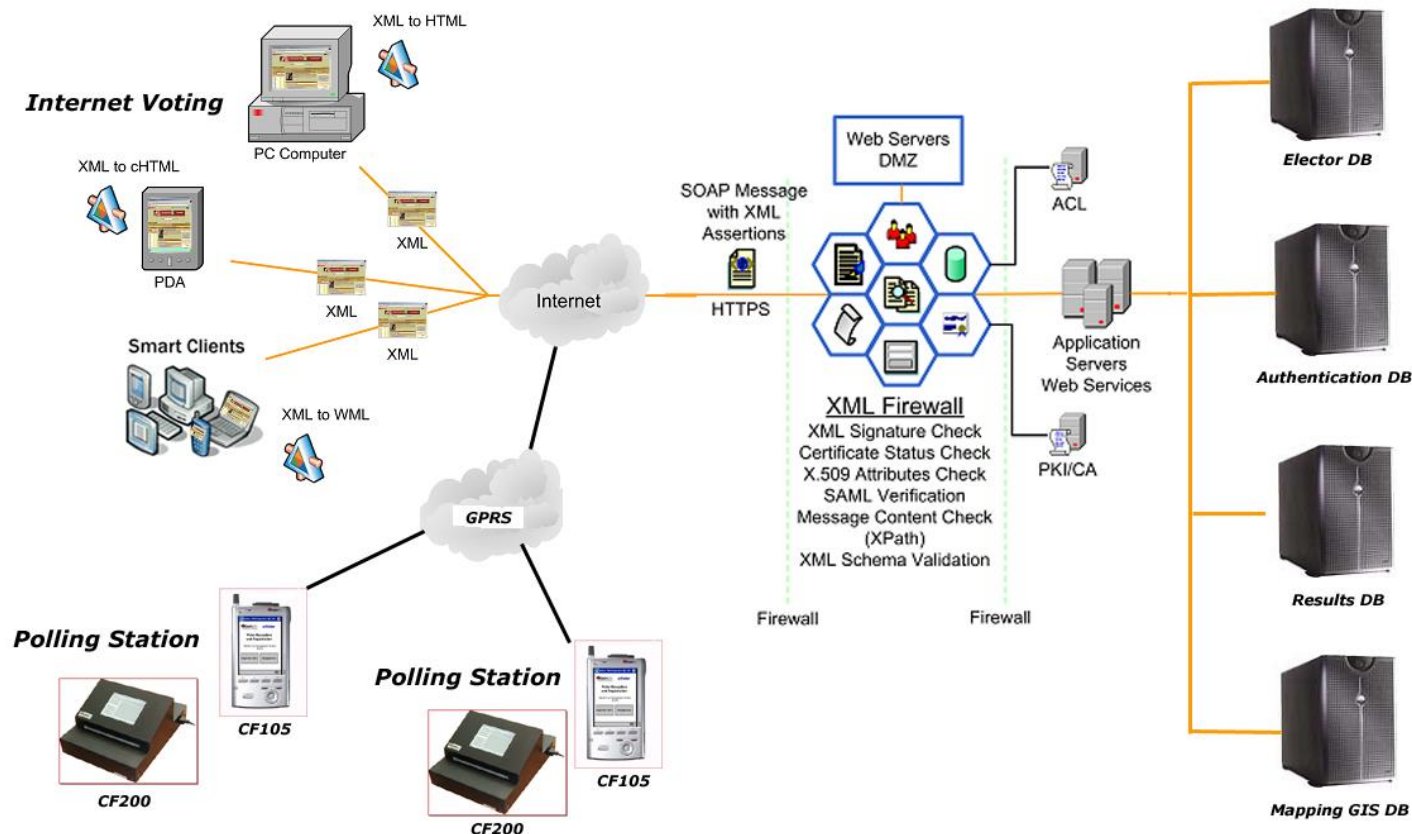 XML to HTML
Internet Voting
PC Computer
XML to cHTML
PDA
XML
XML
XML
Smart Clients
XML to WML
Internet
GPRS
Polling Station
CF105
CF200
Polling Station
CF105
CF200
SOAP Message
with XML
Assertions
HTTPS
Web Servers
DMZ
XML Firewall
XML Signature Check
Certificate Status Check
X.509 Attributes Check
SAML Verification
Message Content Check
(XPath)
XML Schema Validation
Firewall
Firewall
ACL
Application
Servers
Web Services
PKI/CA
Elector DB
Authentication DB
Results DB
Mapping GIS DB